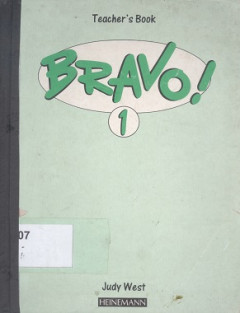 Teacher's Book
BRAVO!
1
07
-
Judy West
HEINEMANN